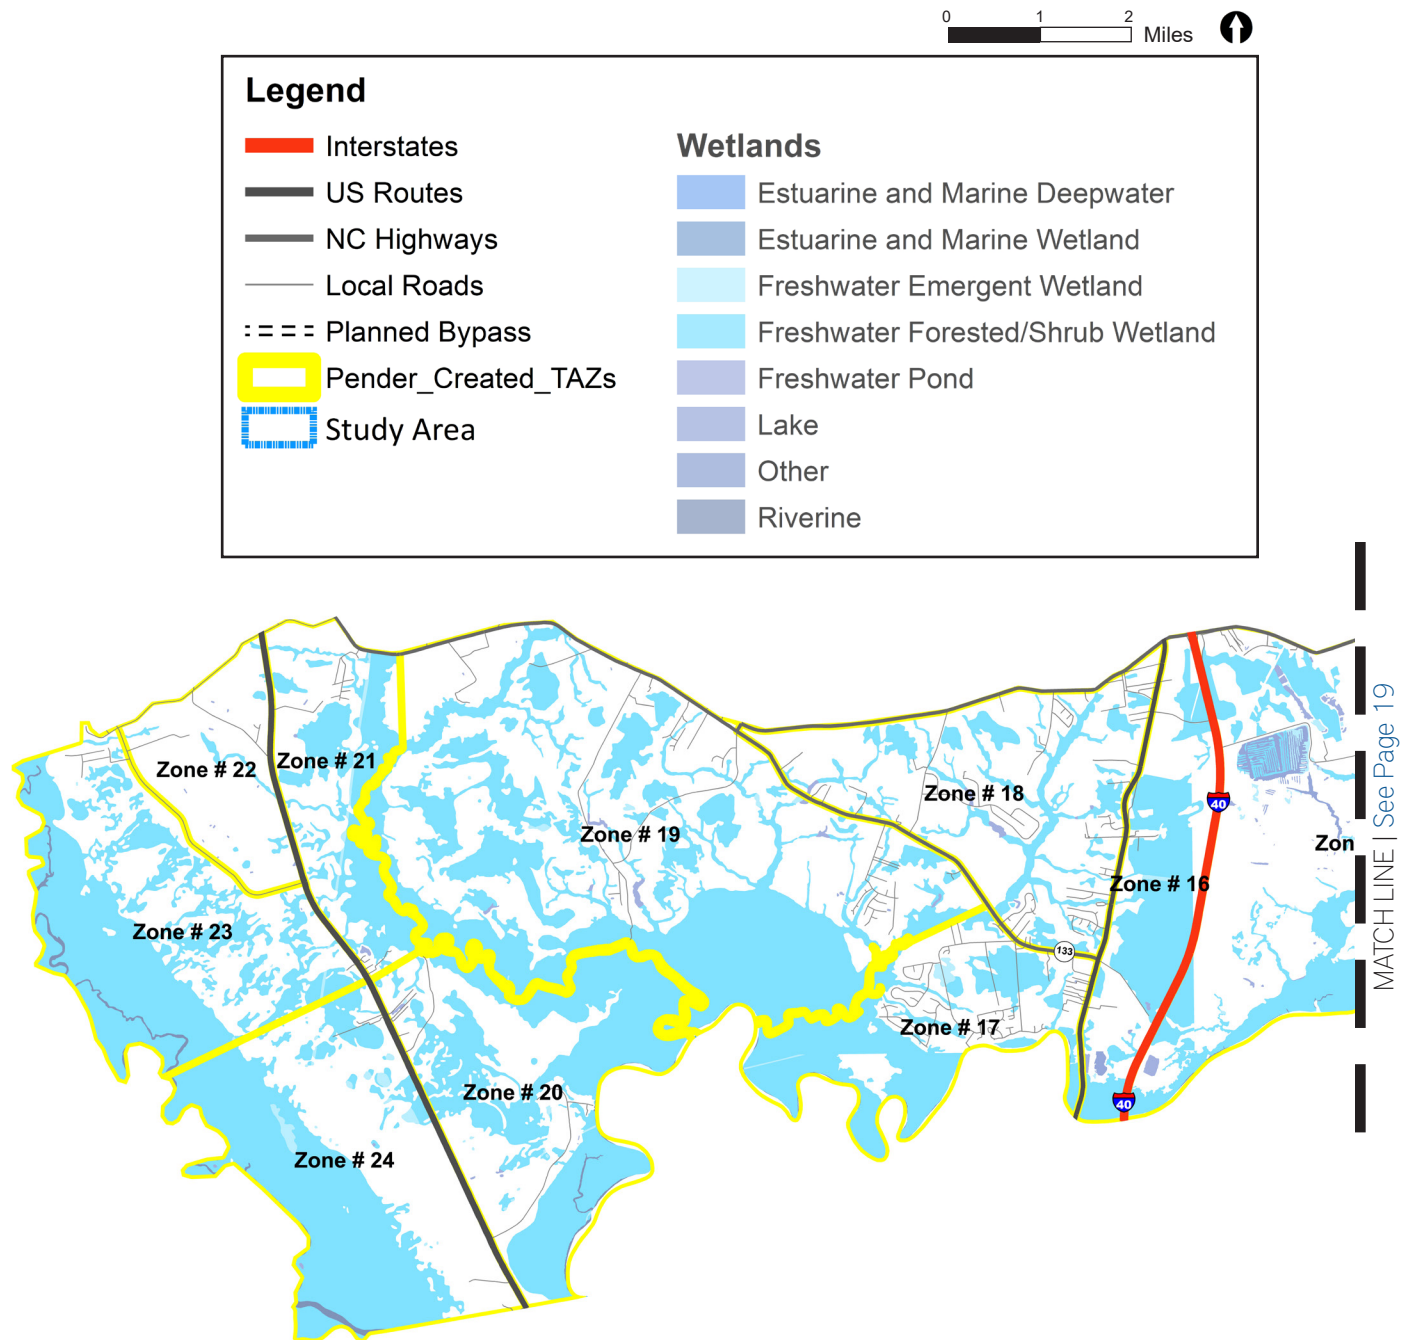 0 1 2 Miles
Legend
Interstates
US Routes
NC Highways
Local Roads
Planned Bypass
Pender_Created_TAZs
Study Area
Wetlands
Estuarine and Marine Deepwater
Estuarine and Marine Wetland
Freshwater Emergent Wetland
Freshwater Forested/Shrub Wetland
Freshwater Pond
Lake
Other
Riverine
Zone # 22
Zone # 21
Zone # 19
Zone # 18
40
Zon
Zone # 16
Zone # 23
133
Zone # 17
Zone # 20
40
Zone # 24
MATCH LINE | See Page 19